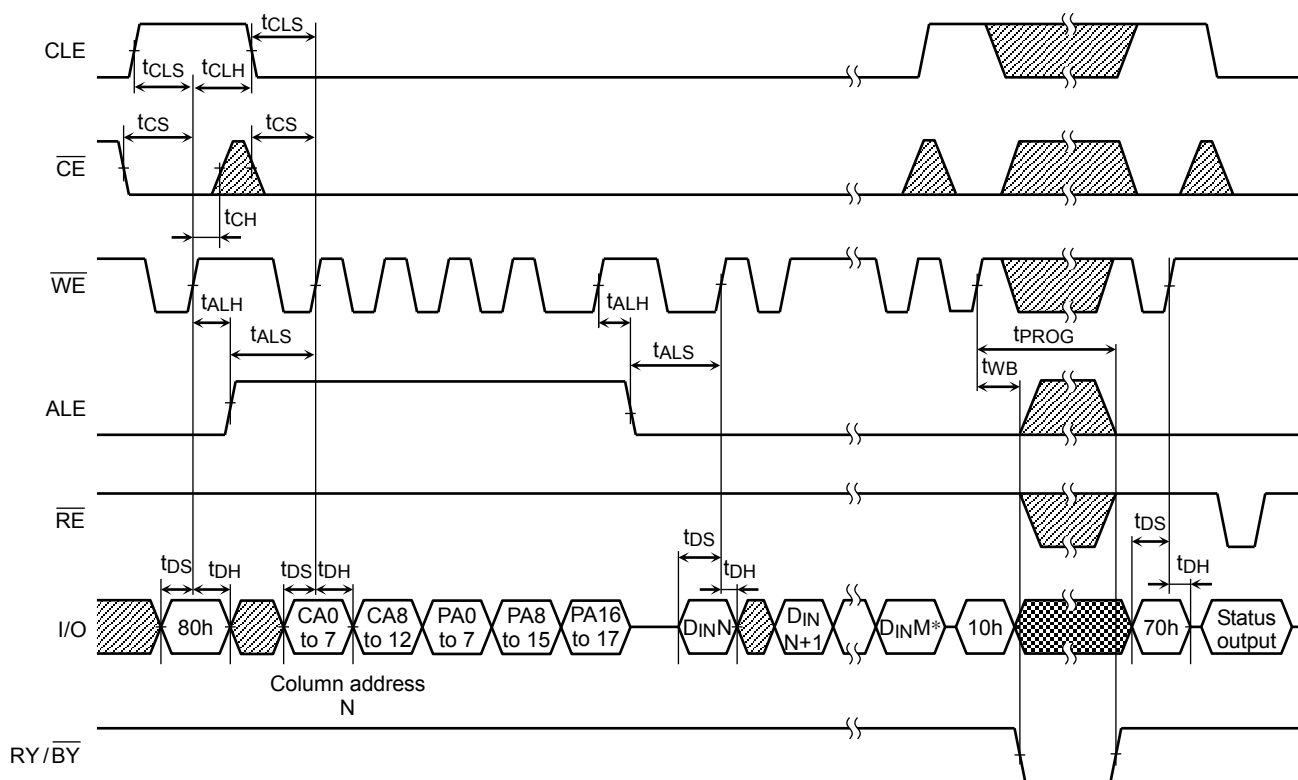 tCLS
CLE
tCLS tCLH
tCS tCS
CE
tCH
WE
tALH tALH
tALS tALS tPROG
tWB
ALE
RE
tDS tDS
tDS tDH tDS tDH tDH tDH
I/O 80h CA0 to 7 CA8 to 12 PA0 to 7 PA8 to 15 PA16 to 17 DINN DIN N+1 DINM* 10h 70h Status output
Column address
N
RY/BY